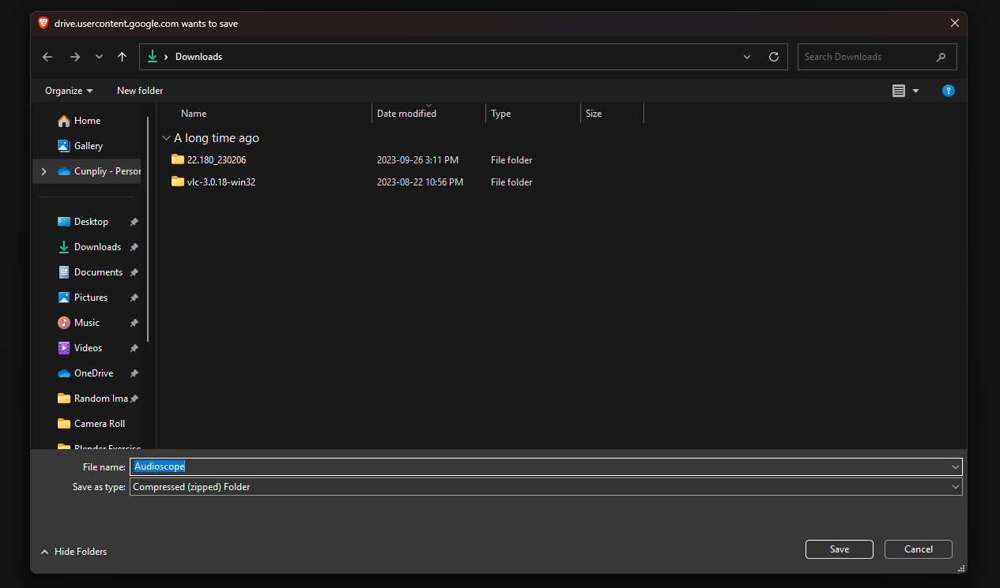 drive.usercontent.google.com wants to save
Downloads
Search Downloads
Organize
New folder
?
Name
Date modified
Type
Size
Home
Gallery
Cunpliy - Person
Desktop
Downloads
Documents
Pictures
Music
Videos
OneDrive
Random Ima
Camera Roll
Blender Exercise
A long time ago
22.180_230206 2023-09-26 3:11 PM File folder
vlc-3.0.18-win32 2023-08-22 10:56 PM File folder
File name: Audioscope
Save as type: Compressed (zipped) Folder
Hide Folders
Save
Cancel